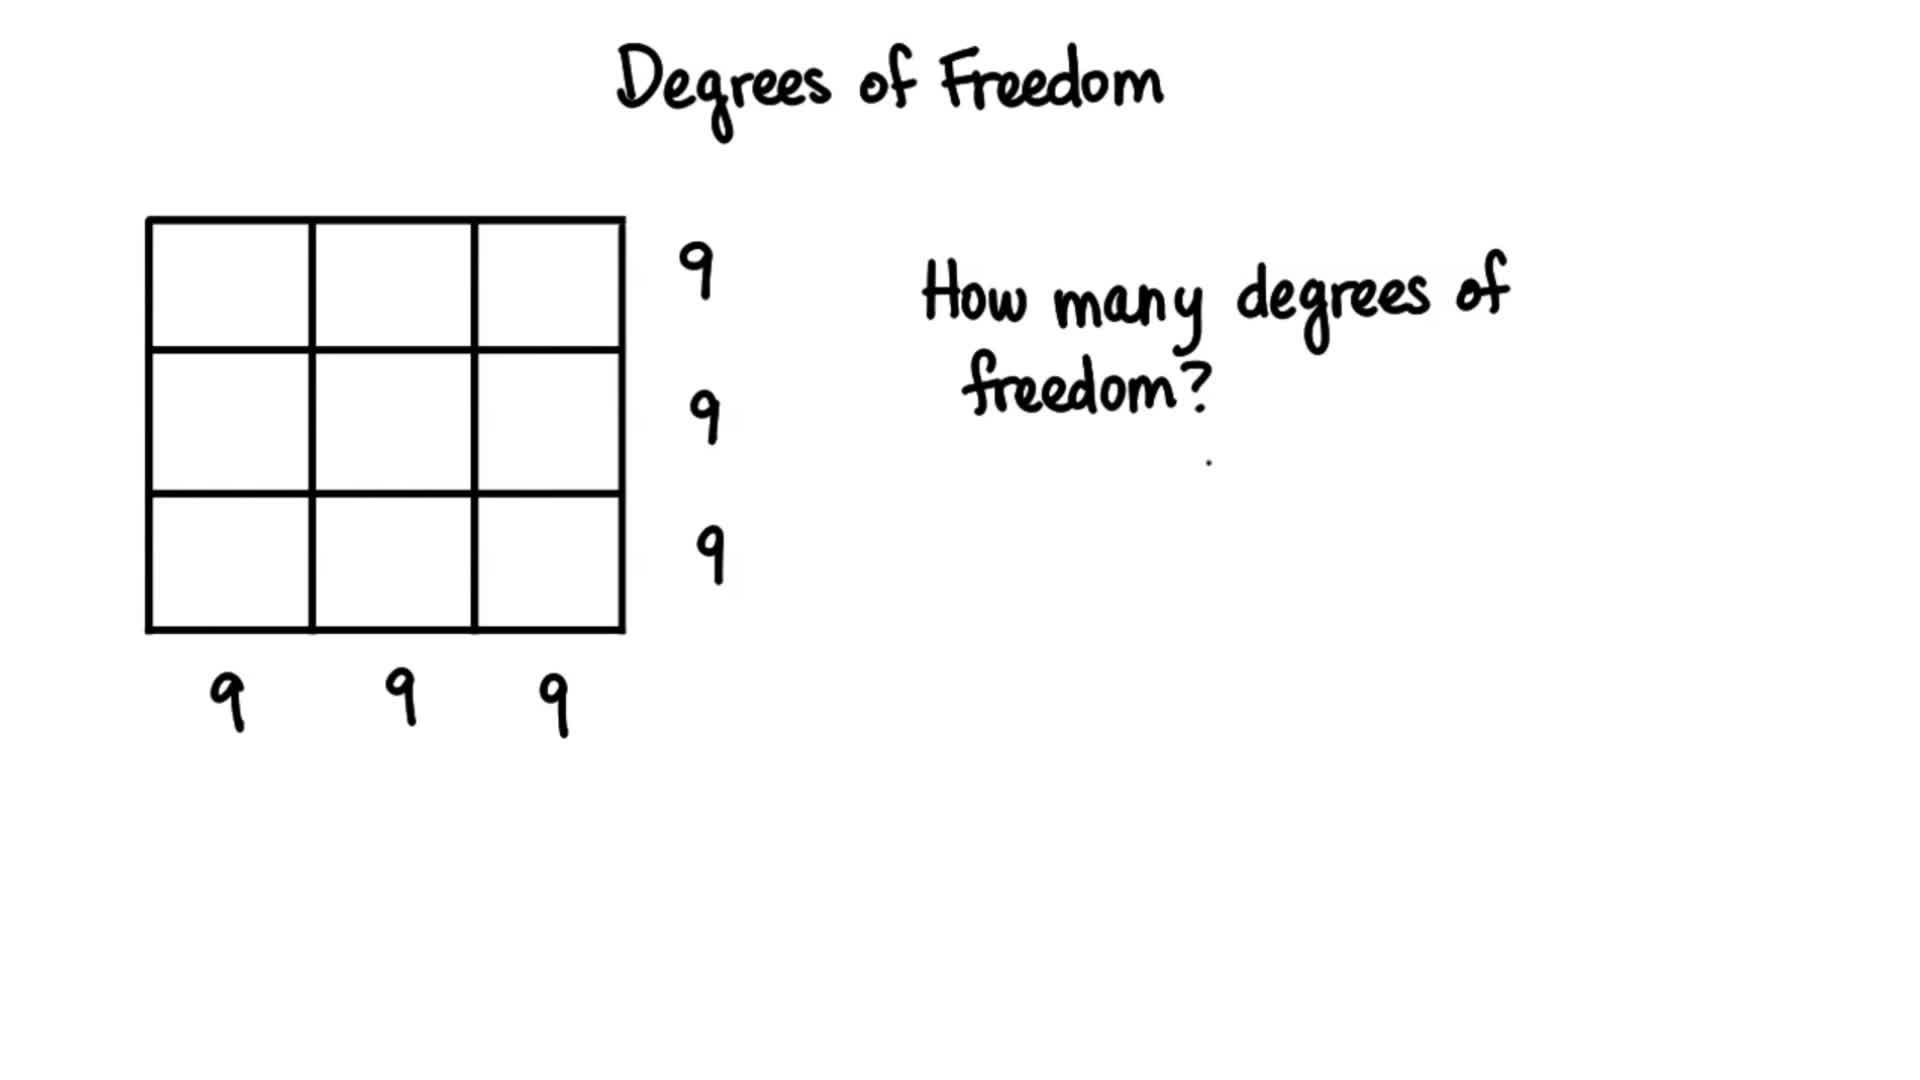 Degrees of Freedom
9
How many degrees of
freedom?
9
9
9 9 9